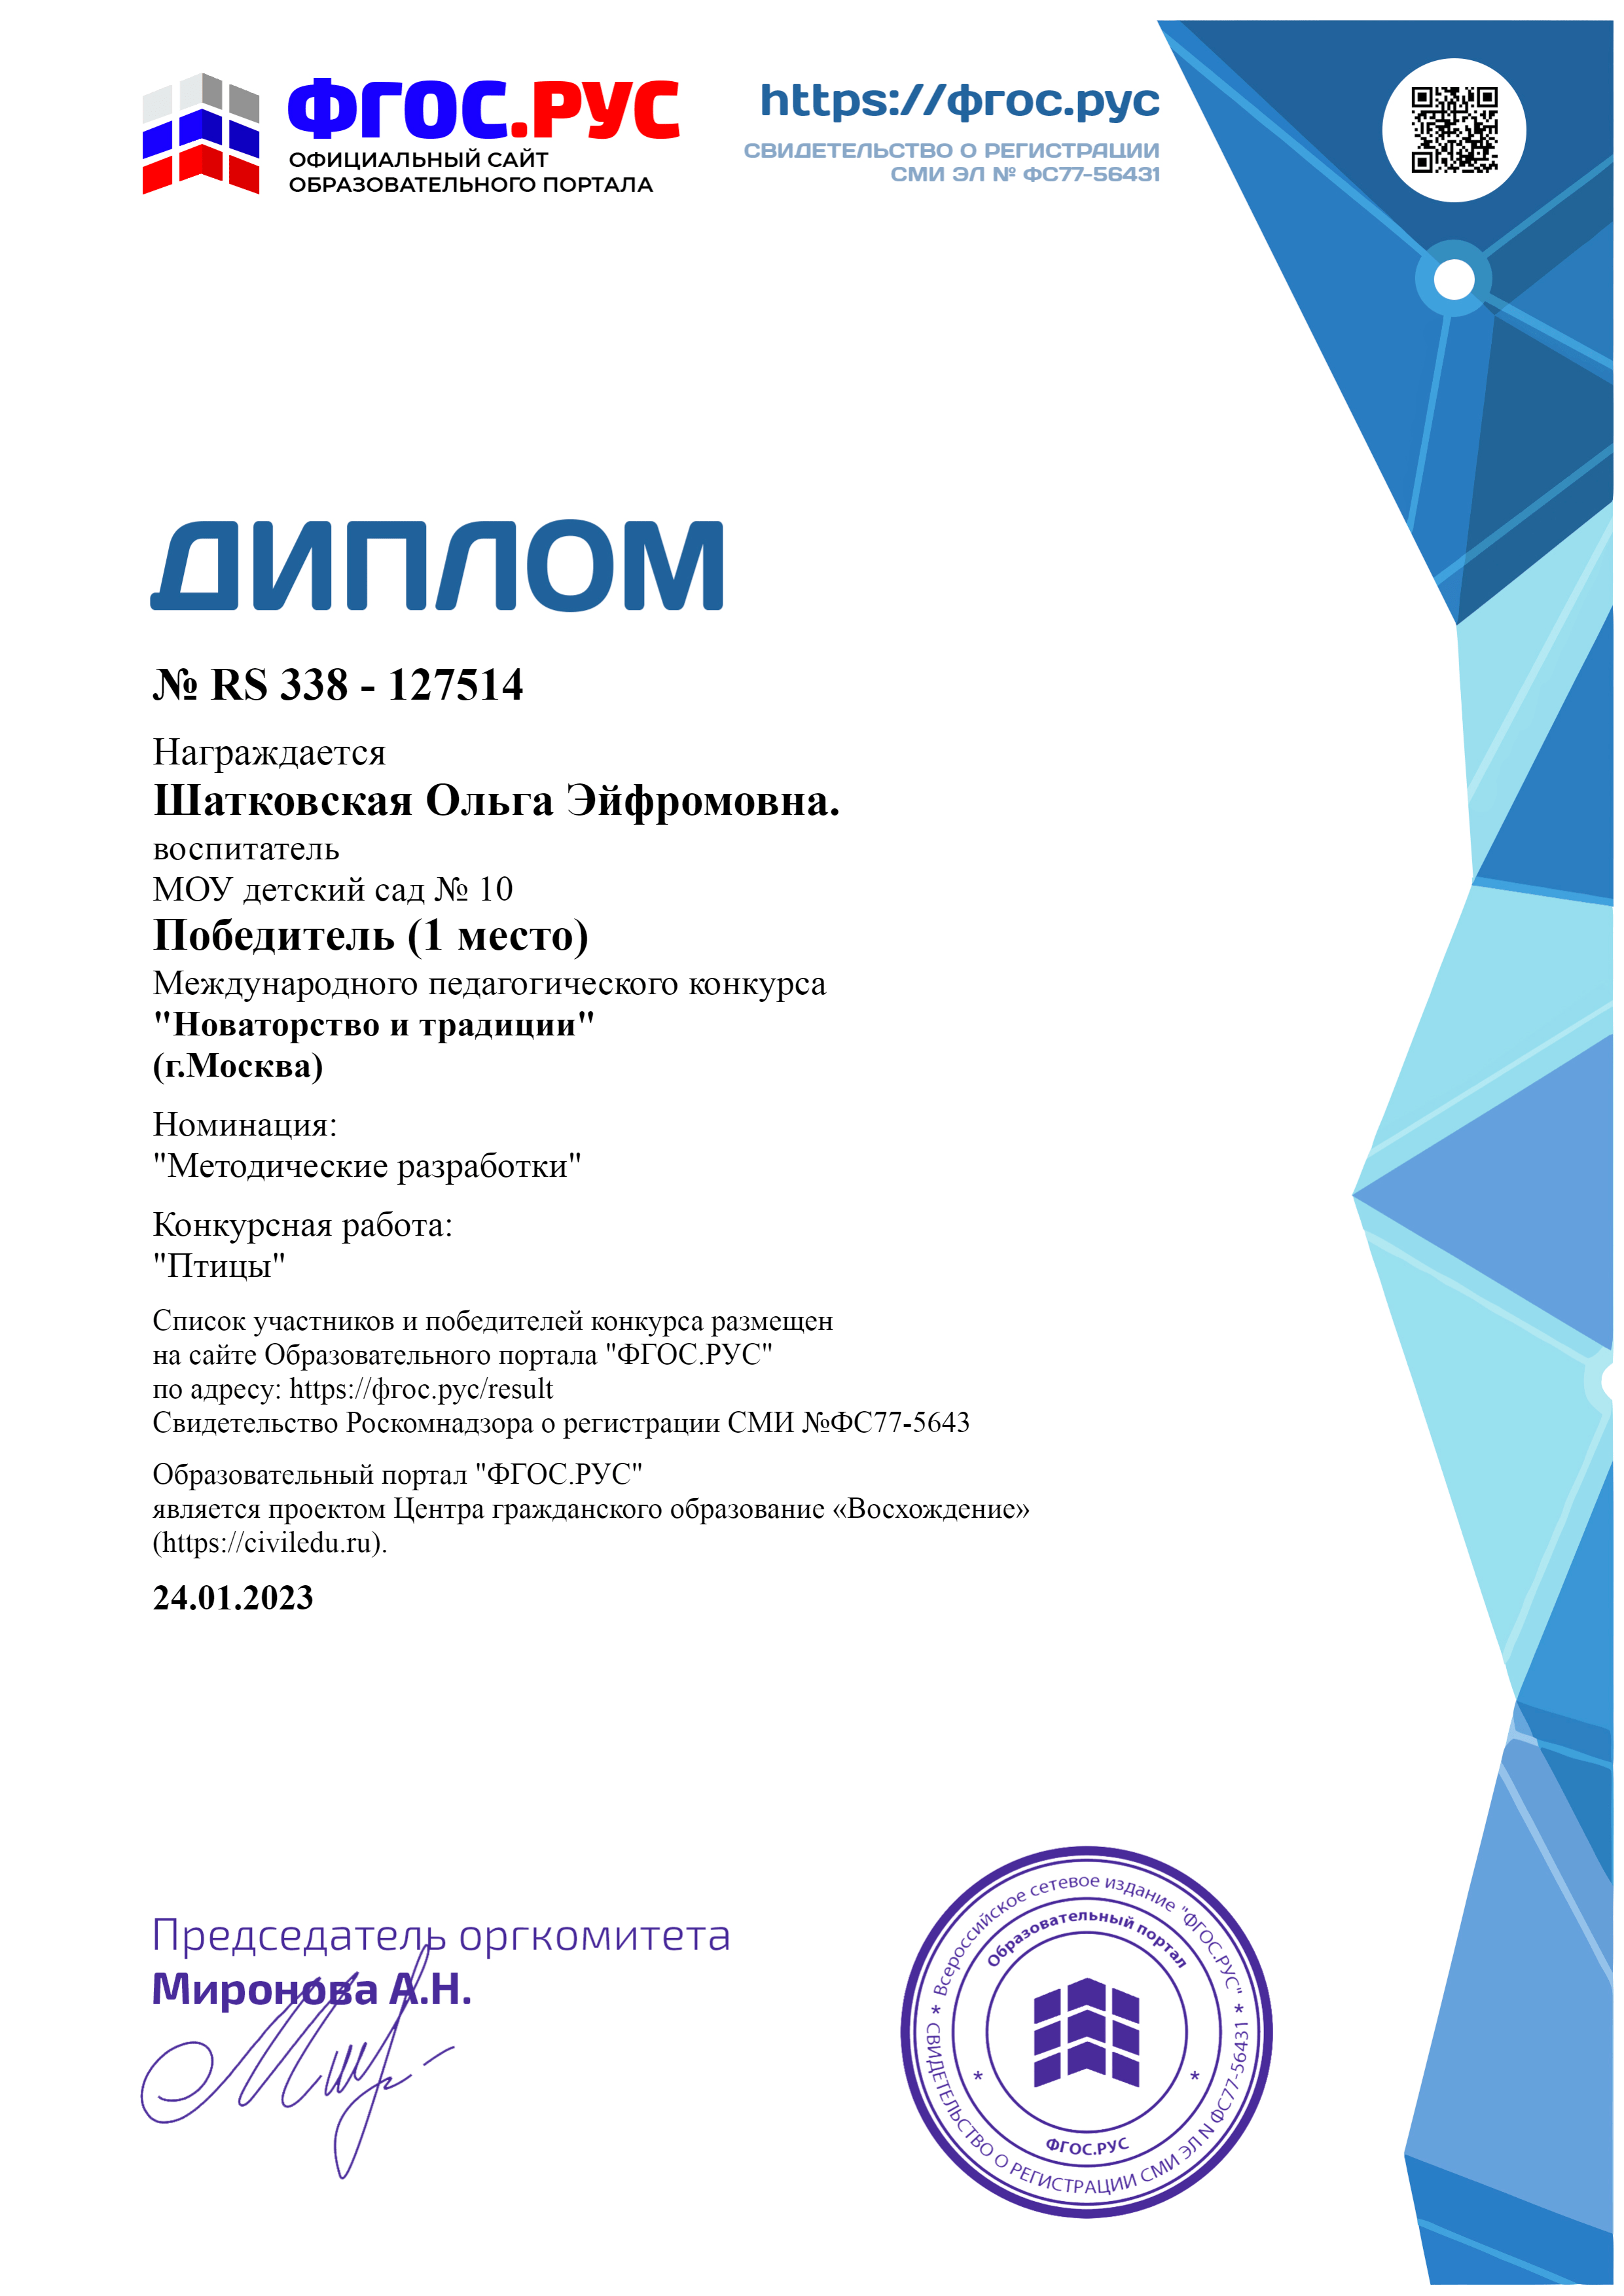 ФГОС.РУС
ОФИЦИАЛЬНЫЙ САЙТ
ОБРАЗОВАТЕЛЬНОГО ПОРТАЛА
https://фгос.рус
СВИДЕТЕЛЬСТВО О РЕГИСТРАЦИИ
СМИ ЭЛ № ФС77-56431
ДИПЛОМ
№ RS 338 - 127514
Награждается
Шатковская Ольга Эйфромовна.
воспитатель
МОУ детский сад № 10
Победитель (1 место)
Международного педагогического конкурса
"Новаторство и традиции"
(г.Москва)
Номинация:
"Методические разработки"
Конкурсная работа:
"Птицы"
Список участников и победителей конкурса размещен
на сайте Образовательного портала "ФГОС.РУС"
по адресу: https://фгос.рус/result
Свидетельство Роскомнадзора о регистрации СМИ №ФС77-5643
Образовательный портал "ФГОС.РУС"
является проектом Центра гражданского образование «Восхождение»
(https://civiledu.ru).
24.01.2023
Председатель оргкомитета
Миронова А.Н.
Всероссийское сетевое издание "ФГОС.РУС"
* СВИДЕТЕЛЬСТВО О РЕГИСТРАЦИИ СМИ ЭЛ N ФС77-56431 *
Образовательный портал
* ФГОС.РУС *